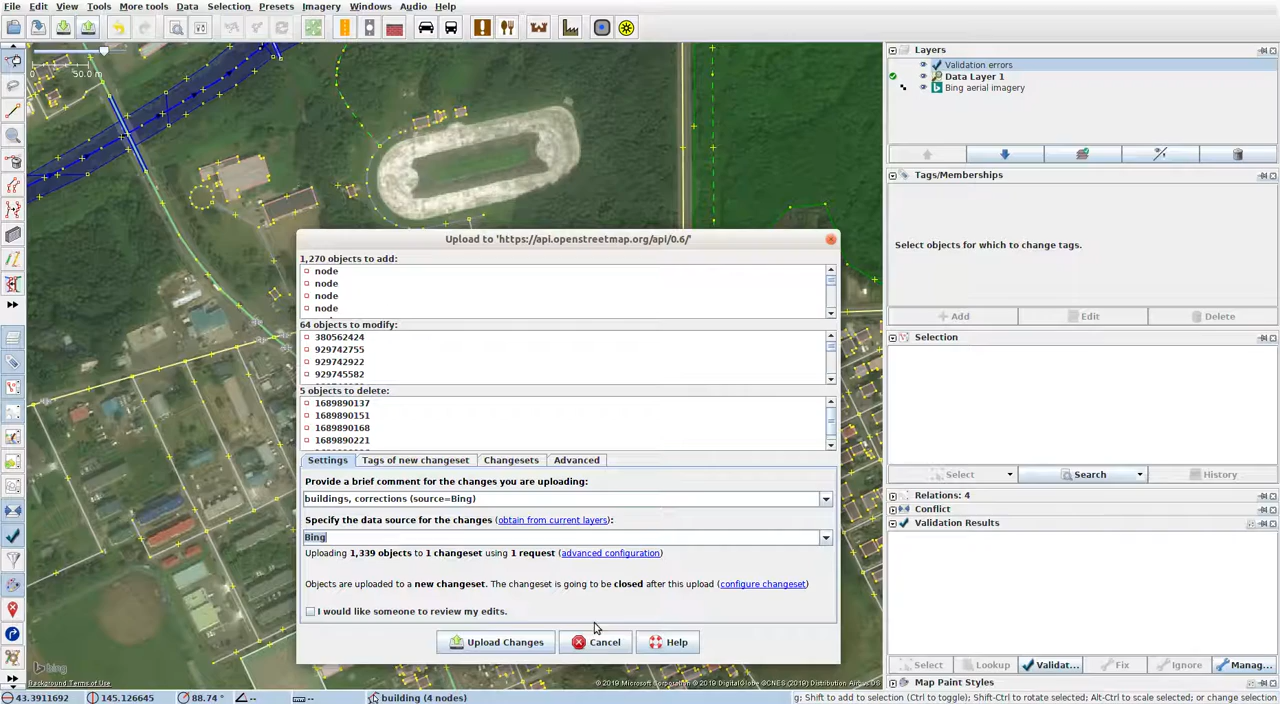 File Edit View Tools More tools Data Selection Presets Imagery Windows Audio Help
0 50.0 m
Layers
Validation errors
Data Layer 1
Bing aerial imagery
Tags/Memberships
Select objects for which to change tags.
Add Edit Delete
Selection
Select Search History
Relations: 4
Conflict
Validation Results
Select Lookup Validat... Fix Ignore Manag...
Map Paint Styles
Upload to 'https://api.openstreetmap.org/api/0.6/'
1,270 objects to add:
node
node
node
node
64 objects to modify:
380562424
929742755
929742922
929745582
5 objects to delete:
1689890137
1689890151
1689890168
1689890221
Settings Tags of new changeset Changesets Advanced
Provide a brief comment for the changes you are uploading:
buildings, corrections (source=Bing)
Specify the data source for the changes (obtain from current layers):
Bing
Uploading 1,339 objects to 1 changeset using 1 request (advanced configuration)
Objects are uploaded to a new changeset. The changeset is going to be closed after this upload (configure changeset)
I would like someone to review my edits.
Upload Changes Cancel Help
bing
Background Terms of Use
© 2019 Microsoft Corporation © 2019 DigitalGlobe ©CNES (2019) Distribution Airbus DS
43.3911692 145.126645 88.74 ° -- -- building (4 nodes)
g; Shift to add to selection (Ctrl to toggle); Shift-Ctrl to rotate selected; Alt-Ctrl to scale selected; or change selection